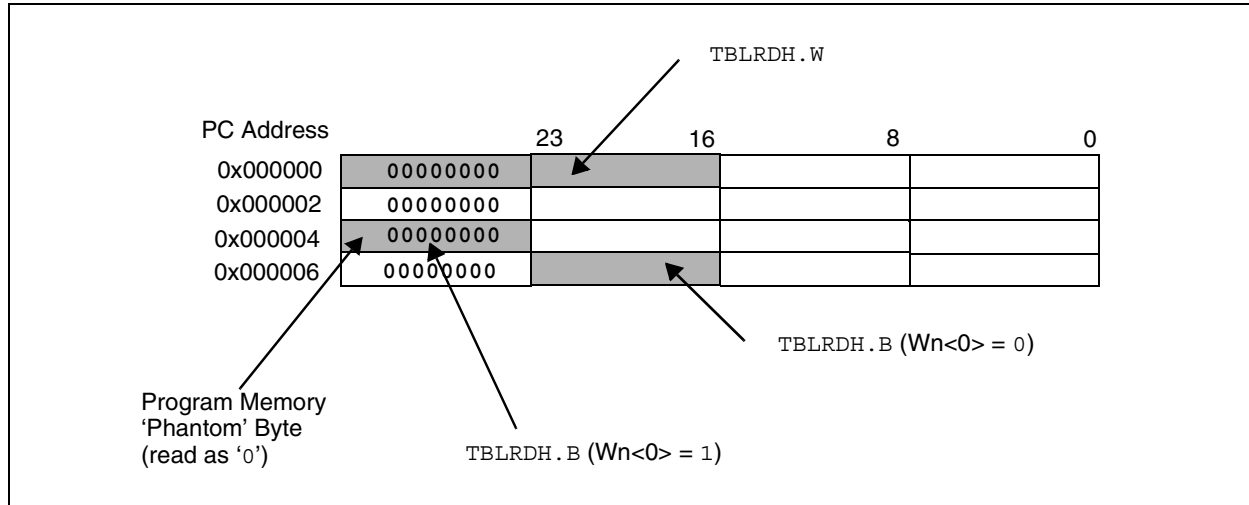 TBLRDH.W
PC Address
23 16 8 0
0x000000 00000000
0x000002 00000000
0x000004 00000000
0x000006 00000000
TBLRDH.B (Wn<0> = 0)
Program Memory
‘Phantom’ Byte
(read as ‘0’)
TBLRDH.B (Wn<0> = 1)